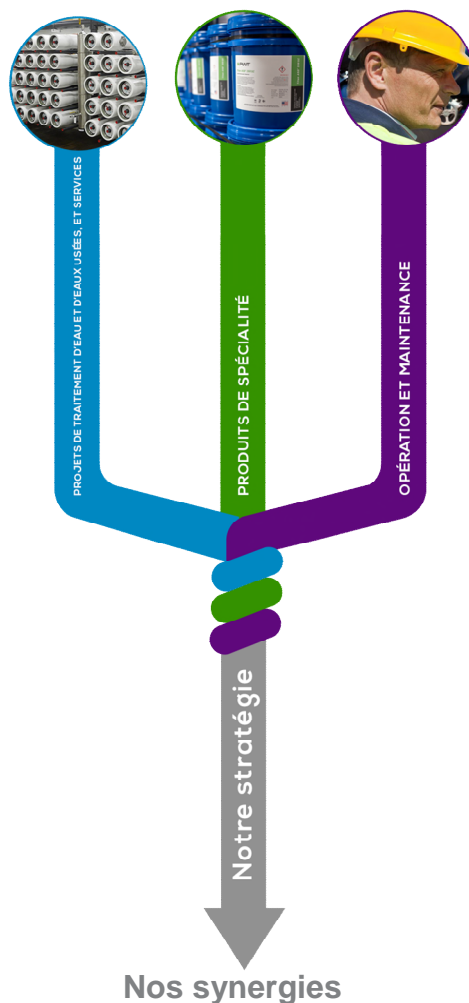 PROJETS DE TRAITEMENT D'EAU ET D'EAUX USÉES, ET SERVICES
PRODUITS DE SPÉCIALITÉ
OPÉRATION ET MAINTENANCE
Notre stratégie
Nos synergies